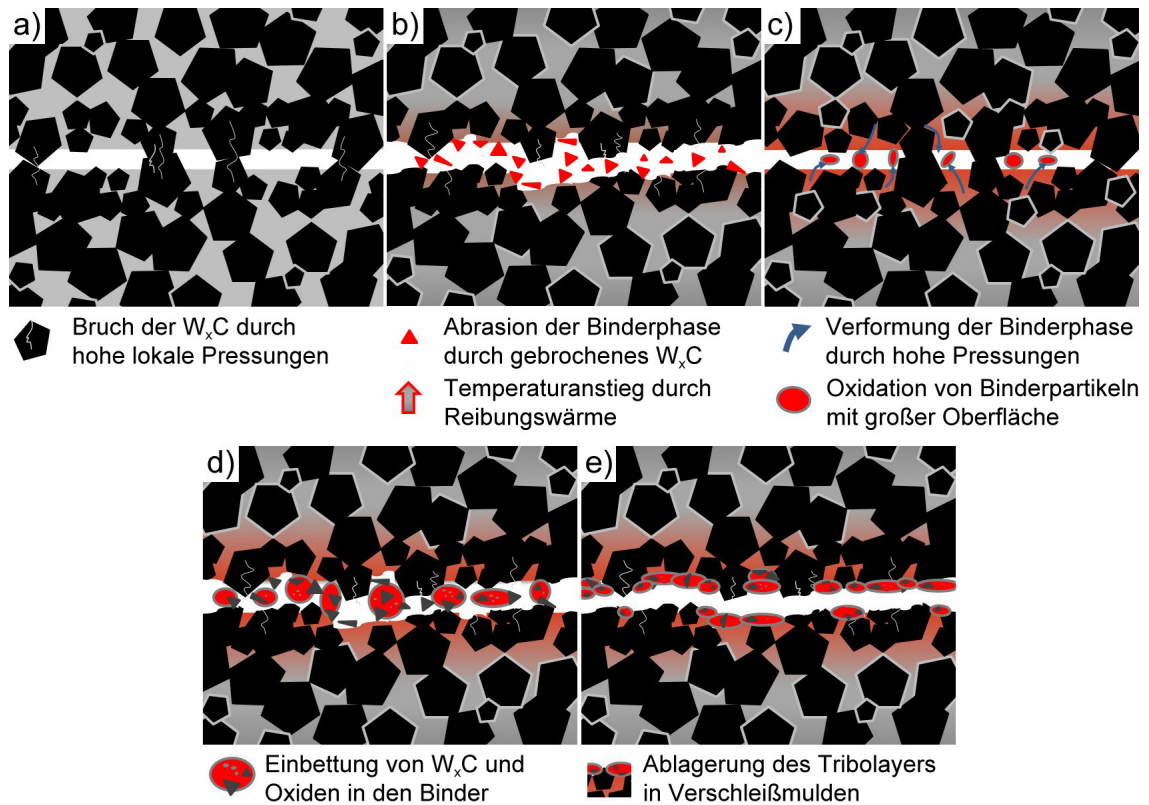 a)
b)
c)
Bruch der WₓC durch
hohe lokale Pressungen
Abrasion der Binderphase
durch gebrochenes WₓC
Temperaturanstieg durch
Reibungswärme
Verformung der Binderphase
durch hohe Pressungen
Oxidation von Binderpartikeln
mit großer Oberfläche
d)
e)
Einbettung von WₓC und
Oxiden in den Binder
Ablagerung des Tribolayers
in Verschleißmulden